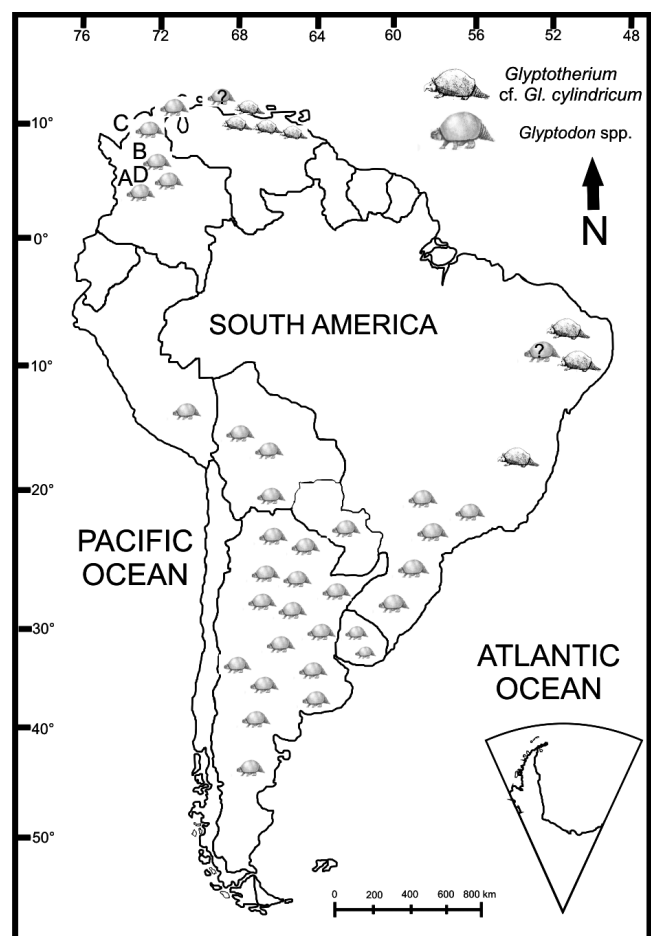 76 72 68 64 60 56 52 48
Glyptotherium
cf. Gl. cylindricum
Glyptodon spp.
?
C
10°
B
A D
N
0°
SOUTH AMERICA
?
10°
20°
PACIFIC
OCEAN
30°
ATLANTIC
OCEAN
40°
50°
0 200 400 600 800 km